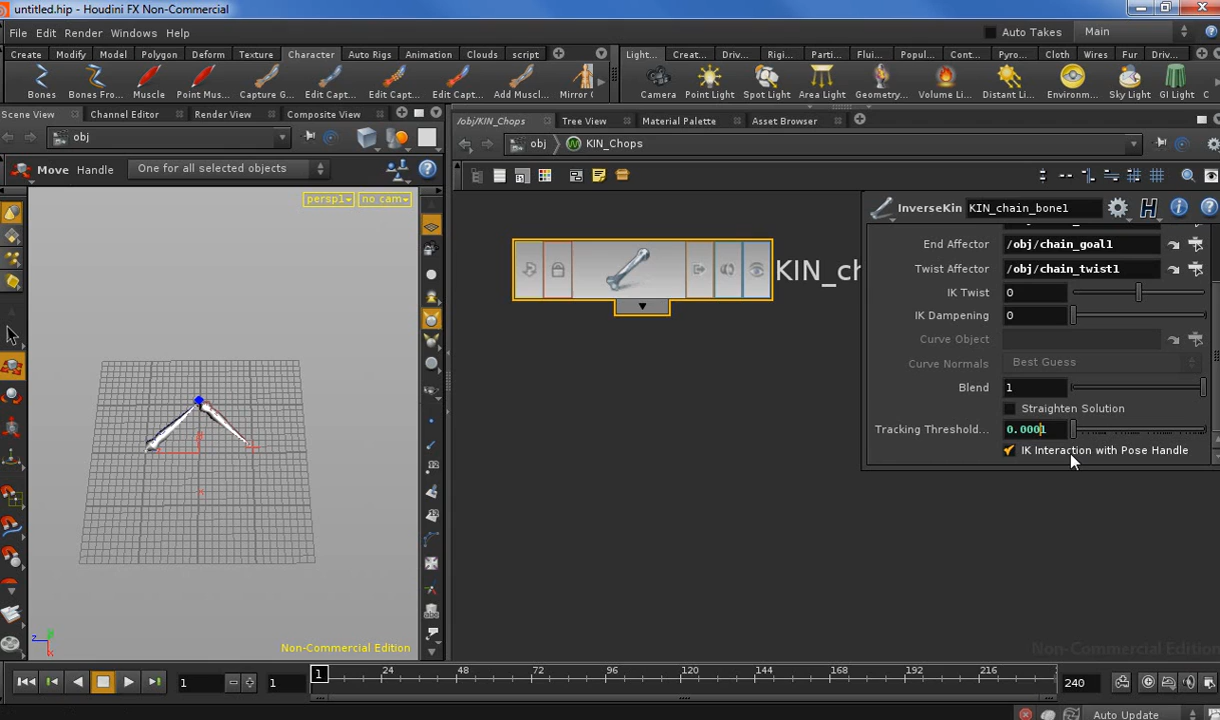 untitled.hip - Houdini FX Non-Commercial
File Edit Render Windows Help
Auto Takes Main
Create Modify Model Polygon Deform Texture Character Auto Rigs Animation Clouds script
Light... Creat... Driv... Rigi... Parti... Flui... Popul... Cont... Pyro... Cloth Wires Fur Driv...
Bones Bones Fro... Muscle Point Mus... Capture G... Edit Capt... Edit Capt... Edit Capt... Add Muscl... Mirror C
Camera Point Light Spot Light Area Light Geometry... Volume Li... Distant Li... Environm... Sky Light GI Light C
Scene View Channel Editor Render View Composite View
/obj/KIN_Chops Tree View Material Palette Asset Browser
obj
obj KIN_Chops
Move Handle One for all selected objects
persp1 no cam
InverseKin KIN_chain_bone1
End Affector /obj/chain_goal1
Twist Affector /obj/chain_twist1
KIN_ch
IK Twist 0
IK Dampening 0
Curve Object
Curve Normals Best Guess
Blend 1
Straighten Solution
Tracking Threshold... 0.0001
IK Interaction with Pose Handle
Non-Commercial Edition
Non-Commercial Edition
1 24 48 72 96 120 144 168 192 216
1 1 240
Auto Update